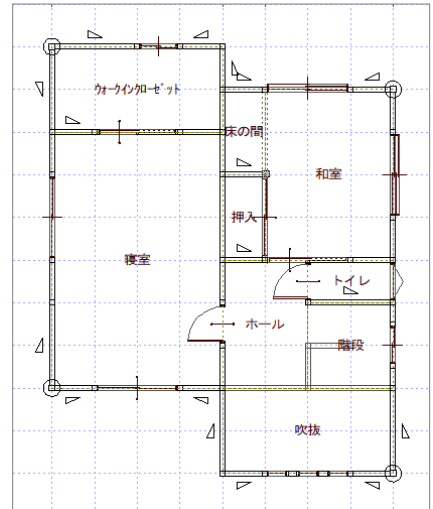 ウォークインクローゼット
床の間
和室
押入
寝室
トイレ
ホール
階段
吹抜